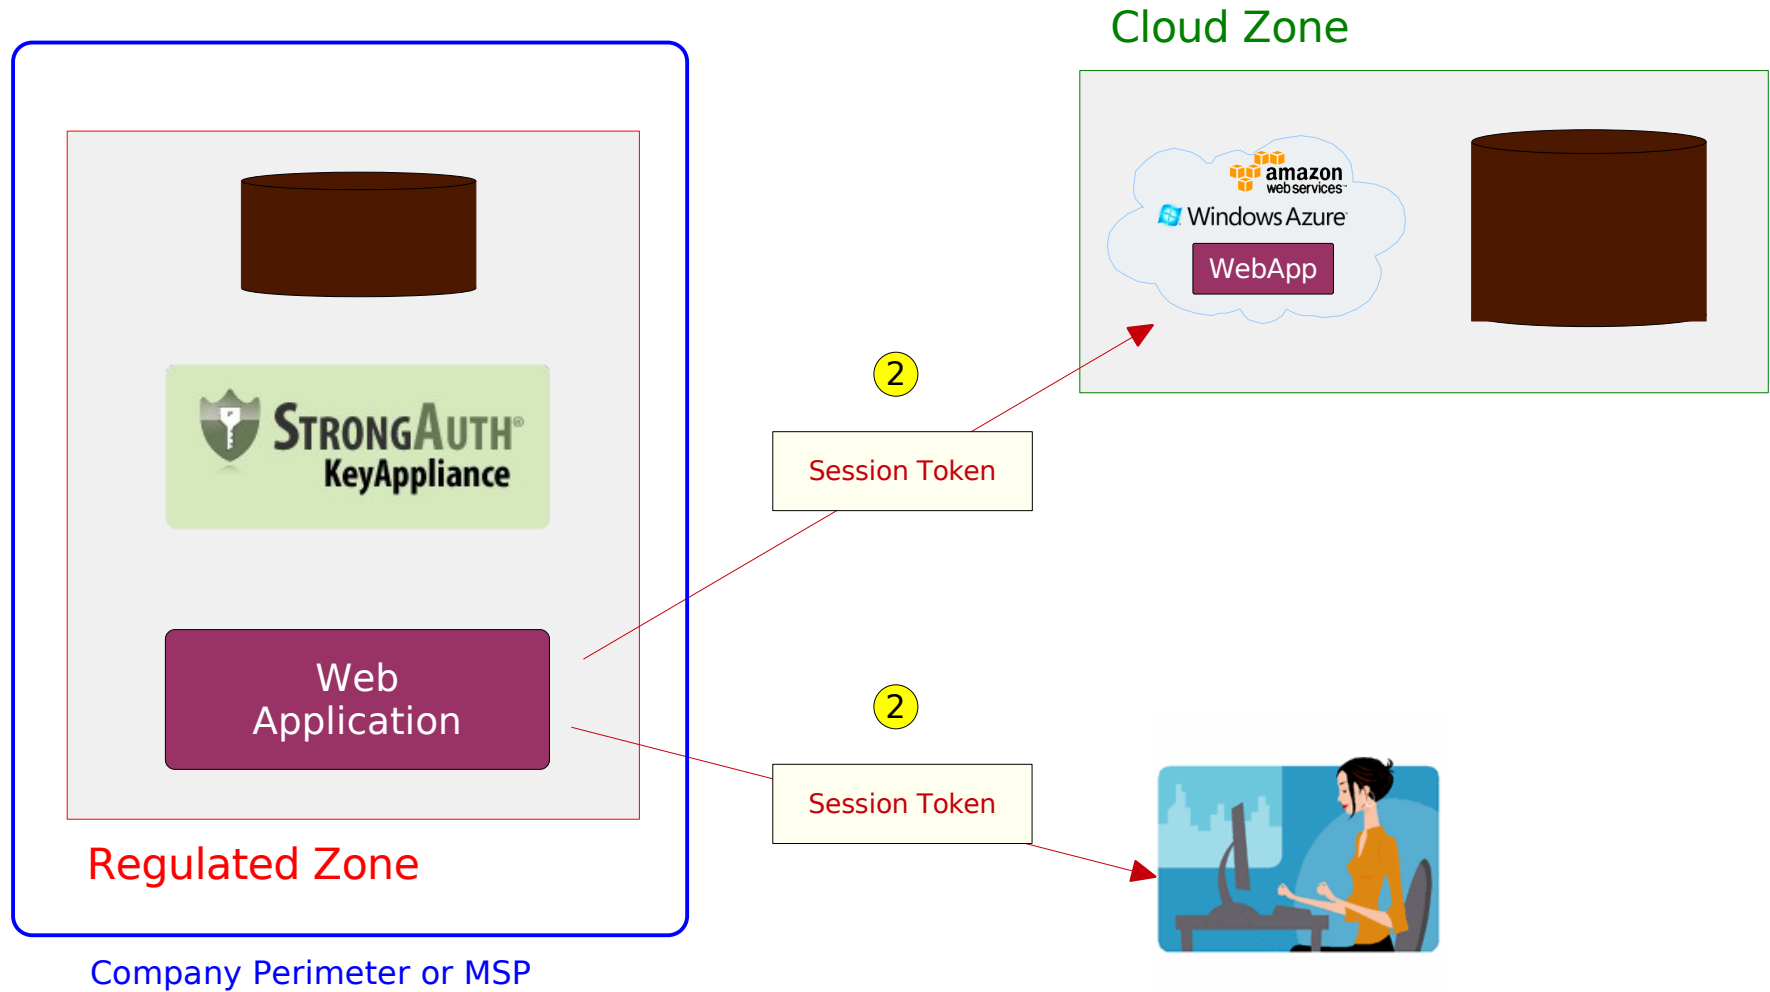 Cloud Zone
amazon
web services™
Windows Azure
WebApp
2
STRONGAUTH®
KeyAppliance
Session Token
Web
Application
2
Session Token
Regulated Zone
Company Perimeter or MSP